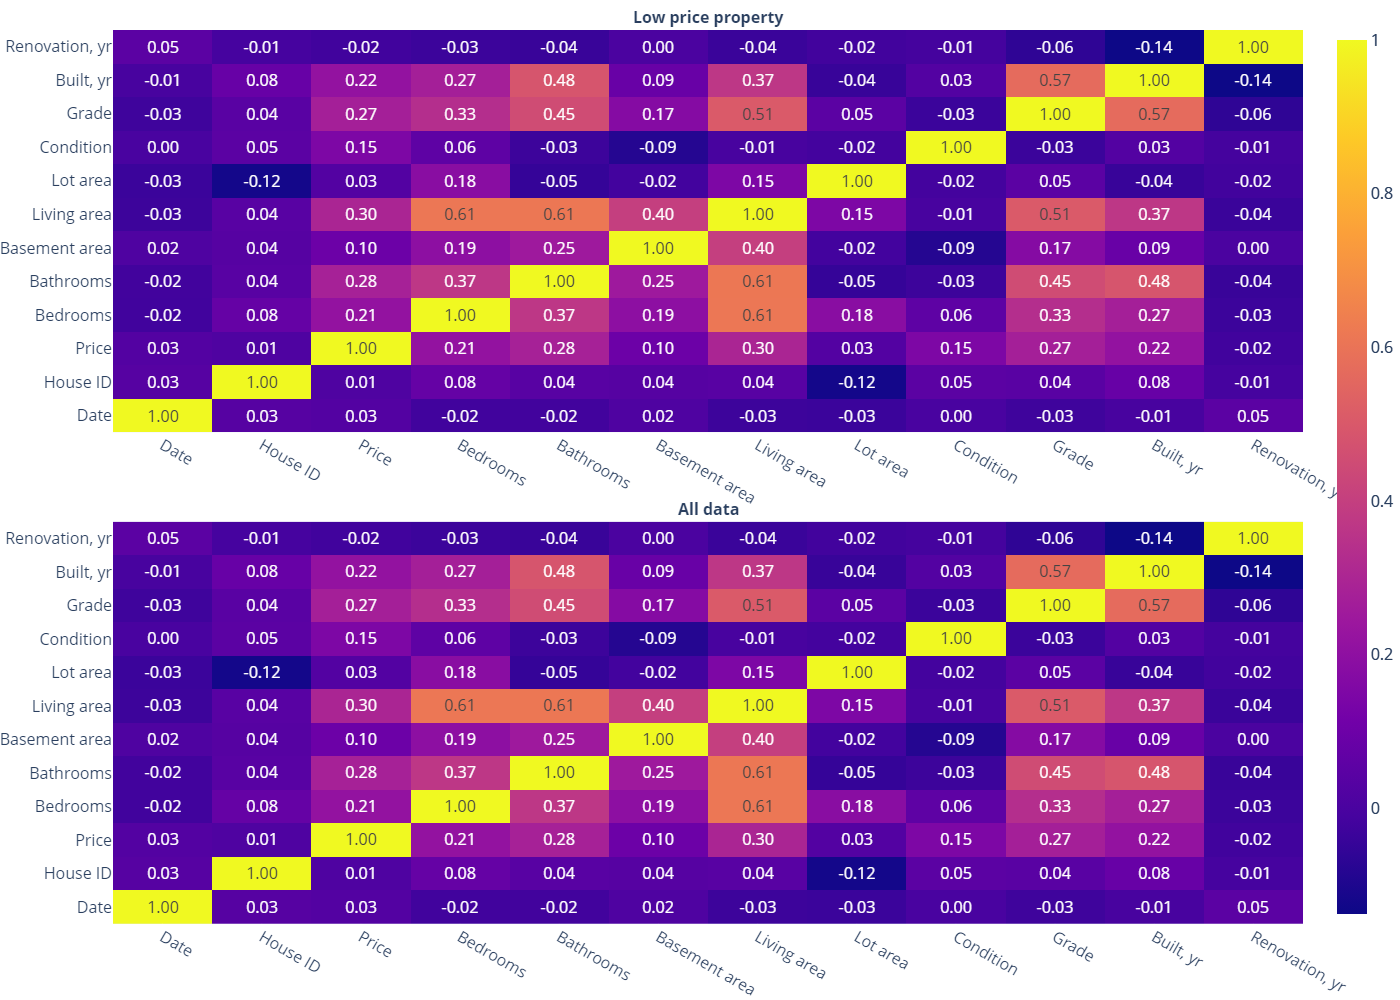 Low price property
Renovation, yr 0.05 -0.01 -0.02 -0.03 -0.04 0.00 -0.04 -0.02 -0.01 -0.06 -0.14 1.00
Built, yr -0.01 0.08 0.22 0.27 0.48 0.09 0.37 -0.04 0.03 0.57 1.00 -0.14
Grade -0.03 0.04 0.27 0.33 0.45 0.17 0.51 0.05 -0.03 1.00 0.57 -0.06
Condition 0.00 0.05 0.15 0.06 -0.03 -0.09 -0.01 -0.02 1.00 -0.03 0.03 -0.01
Lot area -0.03 -0.12 0.03 0.18 -0.05 -0.02 0.15 1.00 -0.02 0.05 -0.04 -0.02
Living area -0.03 0.04 0.30 0.61 0.61 0.40 1.00 0.15 -0.01 0.51 0.37 -0.04
Basement area 0.02 0.04 0.10 0.19 0.25 1.00 0.40 -0.02 -0.09 0.17 0.09 0.00
Bathrooms -0.02 0.04 0.28 0.37 1.00 0.25 0.61 -0.05 -0.03 0.45 0.48 -0.04
Bedrooms -0.02 0.08 0.21 1.00 0.37 0.19 0.61 0.18 0.06 0.33 0.27 -0.03
Price 0.03 0.01 1.00 0.21 0.28 0.10 0.30 0.03 0.15 0.27 0.22 -0.02
House ID 0.03 1.00 0.01 0.08 0.04 0.04 0.04 -0.12 0.05 0.04 0.08 -0.01
Date 1.00 0.03 0.03 -0.02 -0.02 0.02 -0.03 -0.03 0.00 -0.03 -0.01 0.05
Date House ID Price Bedrooms Bathrooms Basement area Living area Lot area Condition Grade Built, yr Renovation, y
All data
Renovation, yr 0.05 -0.01 -0.02 -0.03 -0.04 0.00 -0.04 -0.02 -0.01 -0.06 -0.14 1.00
Built, yr -0.01 0.08 0.22 0.27 0.48 0.09 0.37 -0.04 0.03 0.57 1.00 -0.14
Grade -0.03 0.04 0.27 0.33 0.45 0.17 0.51 0.05 -0.03 1.00 0.57 -0.06
Condition 0.00 0.05 0.15 0.06 -0.03 -0.09 -0.01 -0.02 1.00 -0.03 0.03 -0.01
Lot area -0.03 -0.12 0.03 0.18 -0.05 -0.02 0.15 1.00 -0.02 0.05 -0.04 -0.02
Living area -0.03 0.04 0.30 0.61 0.61 0.40 1.00 0.15 -0.01 0.51 0.37 -0.04
Basement area 0.02 0.04 0.10 0.19 0.25 1.00 0.40 -0.02 -0.09 0.17 0.09 0.00
Bathrooms -0.02 0.04 0.28 0.37 1.00 0.25 0.61 -0.05 -0.03 0.45 0.48 -0.04
Bedrooms -0.02 0.08 0.21 1.00 0.37 0.19 0.61 0.18 0.06 0.33 0.27 -0.03
Price 0.03 0.01 1.00 0.21 0.28 0.10 0.30 0.03 0.15 0.27 0.22 -0.02
House ID 0.03 1.00 0.01 0.08 0.04 0.04 0.04 -0.12 0.05 0.04 0.08 -0.01
Date 1.00 0.03 0.03 -0.02 -0.02 0.02 -0.03 -0.03 0.00 -0.03 -0.01 0.05
Date House ID Price Bedrooms Bathrooms Basement area Living area Lot area Condition Grade Built, yr Renovation, yr
1
0.8
0.6
0.4
0.2
0